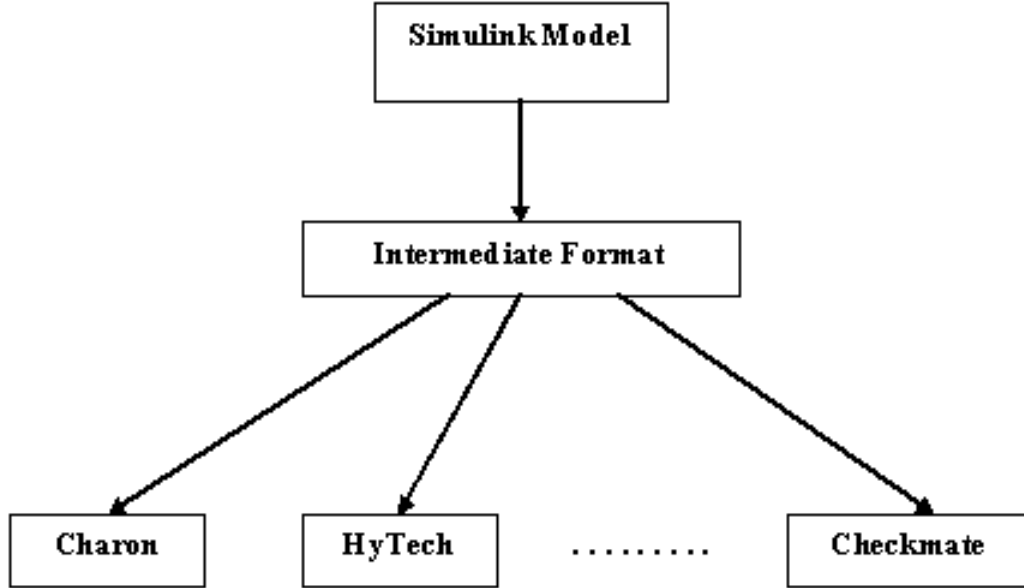 Simulink Model
Intermediate Format
Charon
HyTech
.........
Checkmate